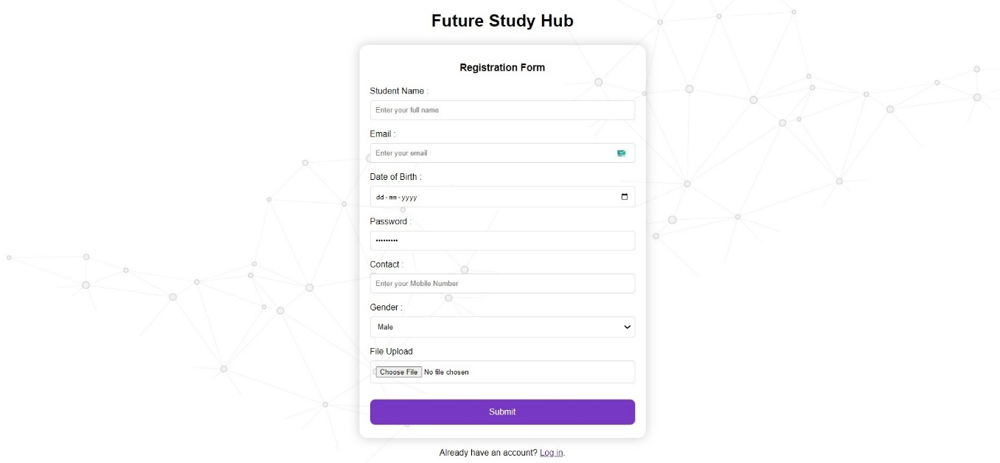 Future Study Hub
Registration Form
Student Name :
Enter your full name
Email :
Enter your email
Date of Birth :
dd-mm-yyyy
Password :
•••••••••
Contact :
Enter your Mobile Number
Gender :
Male
File Upload
Choose File No file chosen
Submit
Already have an account? Log in.